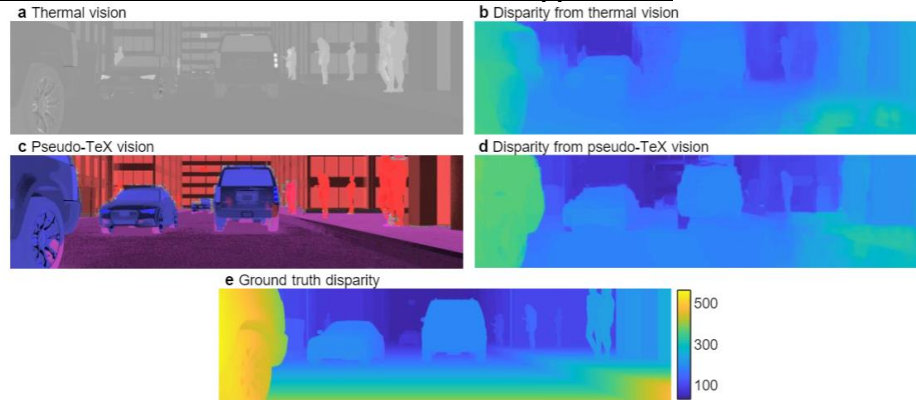 a Thermal vision
b Disparity from thermal vision
c Pseudo-TeX vision
d Disparity from pseudo-TeX vision
e Ground truth disparity
500
300
100